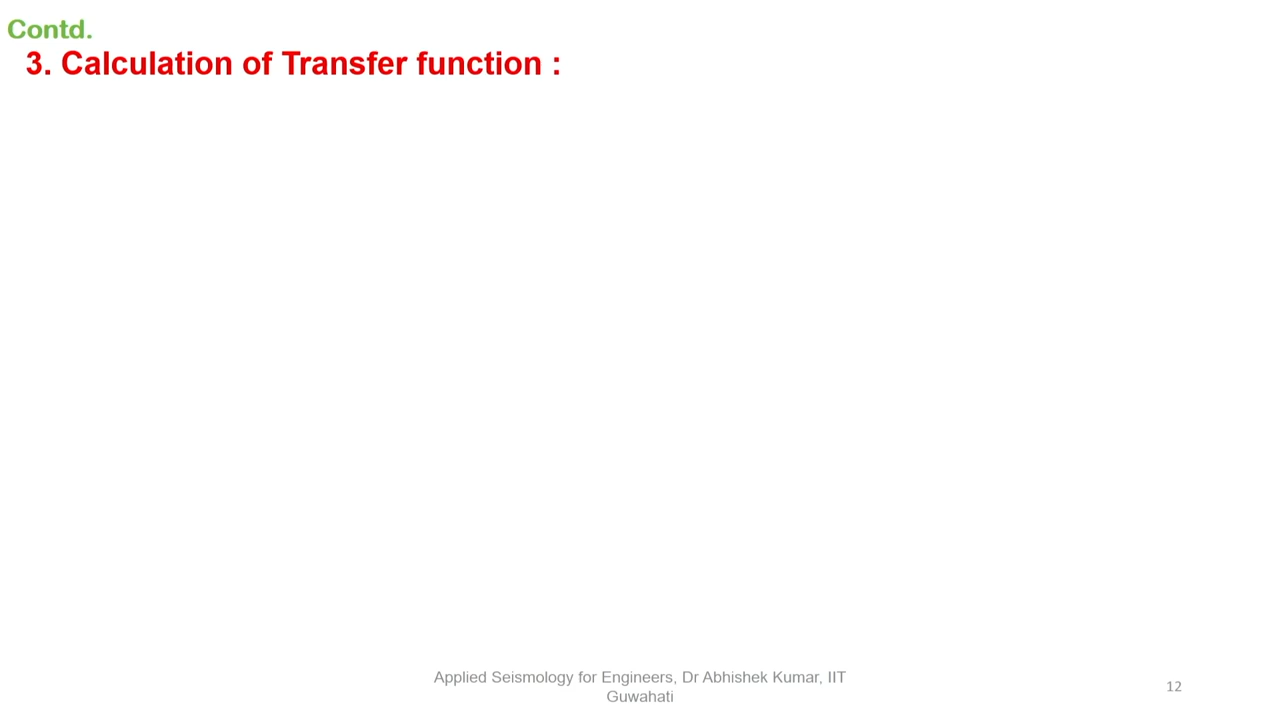 Contd.
3. Calculation of Transfer function :
Applied Seismology for Engineers, Dr Abhishek Kumar, IIT
Guwahati
12